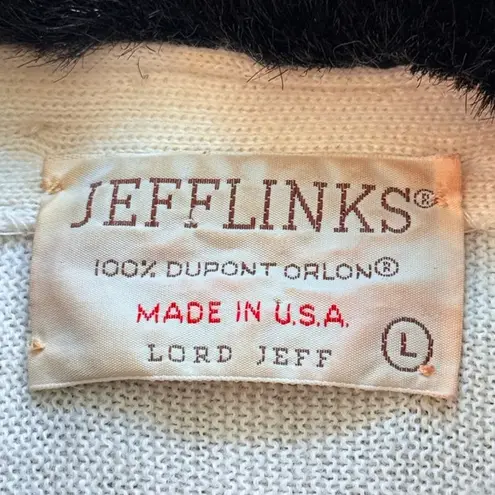 JEFFLINKS®
100% DUPONT ORLON®
MADE IN U.S.A.
LORD JEFF L